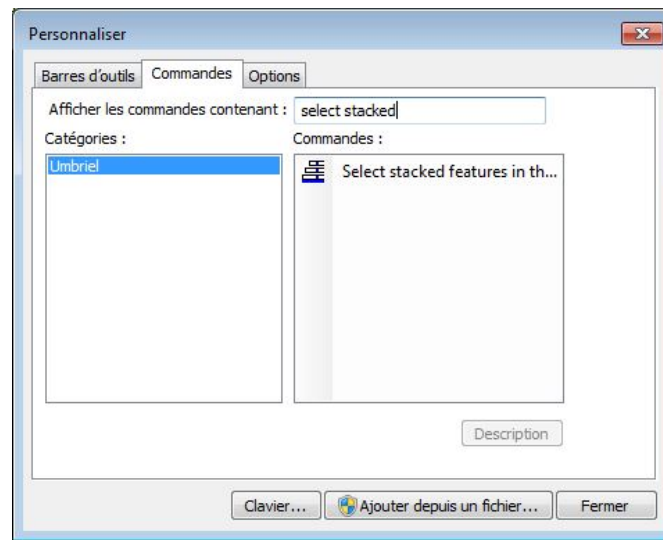 Personnaliser
Barres d'outils Commandes Options
Afficher les commandes contenant : select stacked
Catégories : Commandes :
Umbriel Select stacked features in th...
Description
Clavier... Ajouter depuis un fichier... Fermer